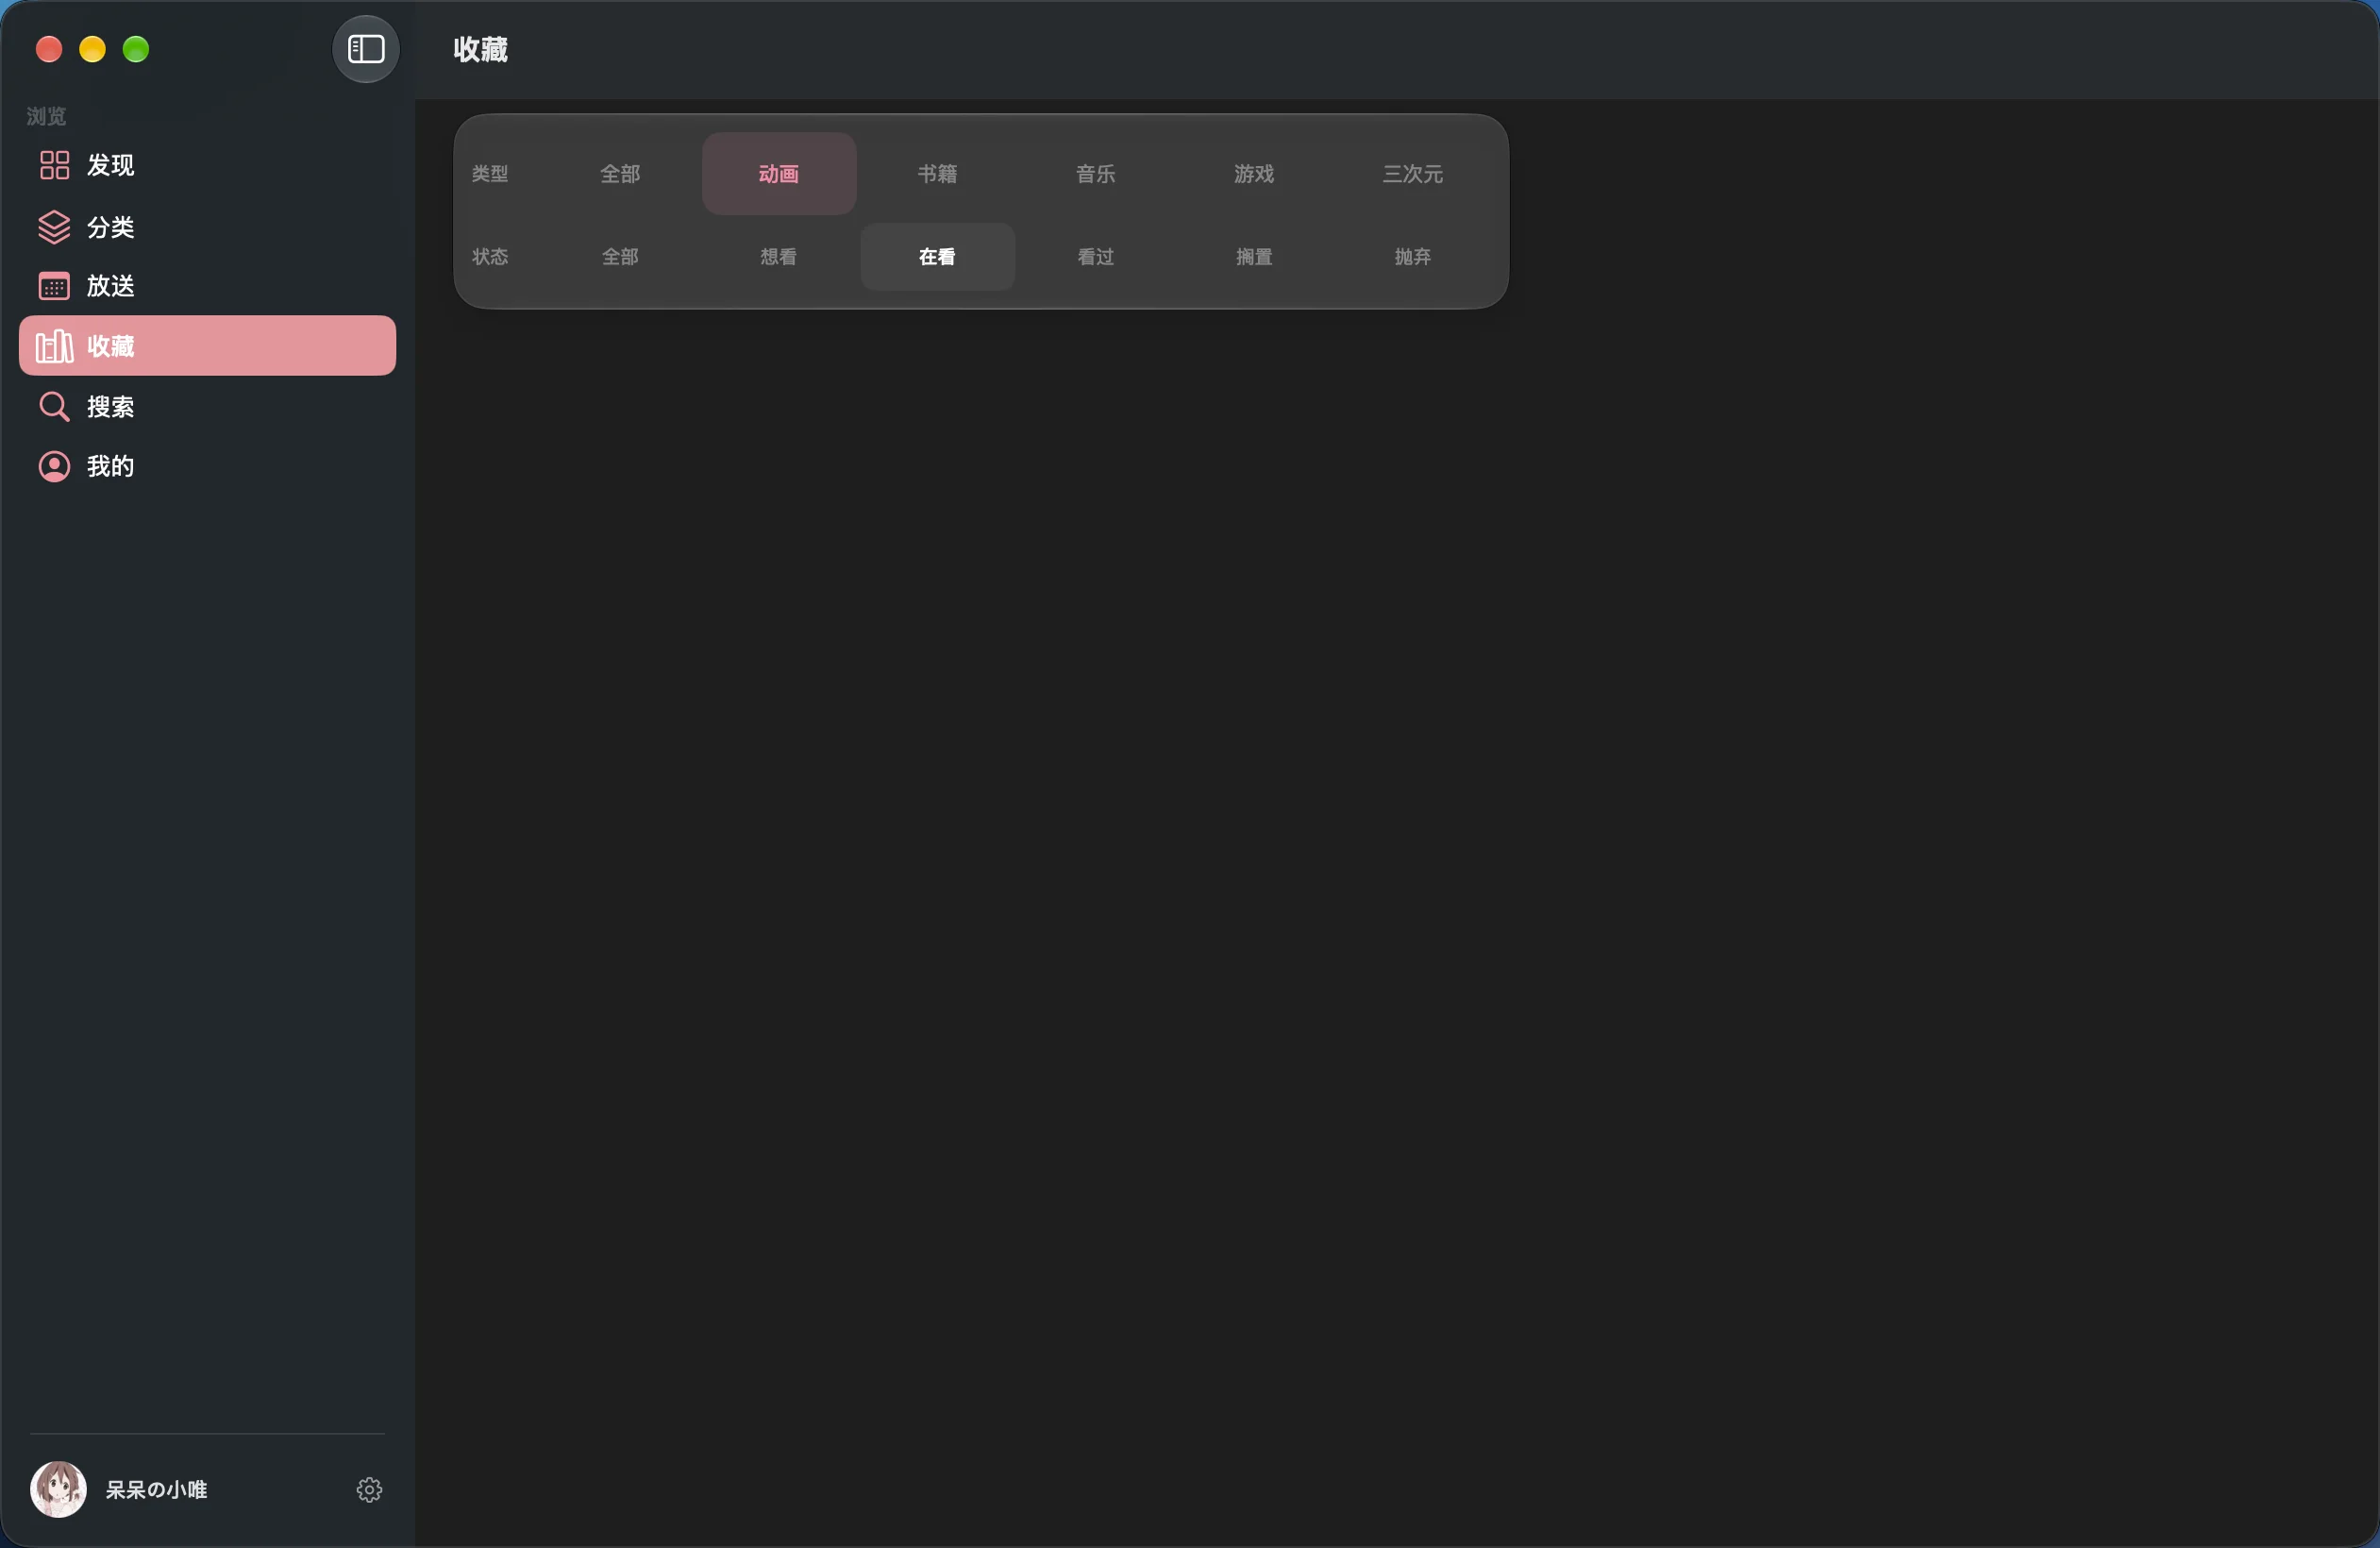 收藏
浏览
发现
分类
放送
收藏
搜索
我的
类型 全部 动画 书籍 音乐 游戏 三次元
状态 全部 想看 在看 看过 搁置 抛弃
呆呆の小唯